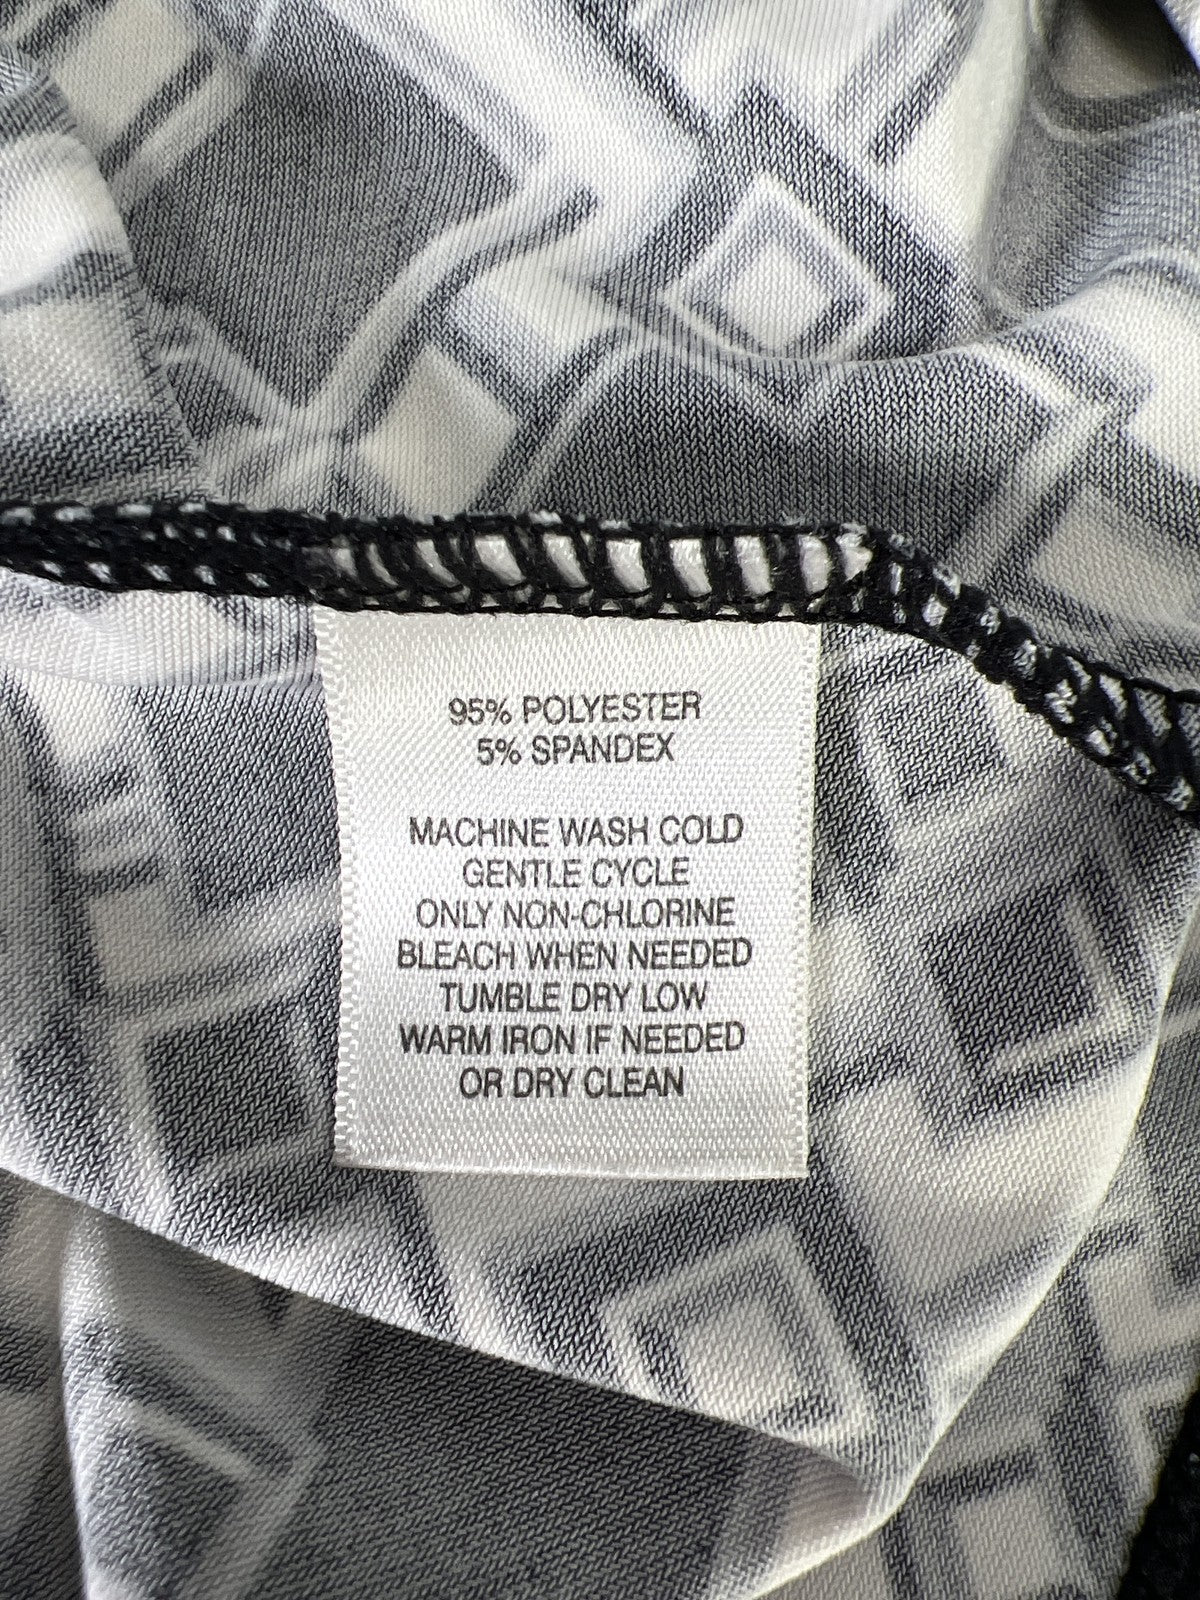 95% POLYESTER
5% SPANDEX
MACHINE WASH COLD
GENTLE CYCLE
ONLY NON-CHLORINE
BLEACH WHEN NEEDED
TUMBLE DRY LOW
WARM IRON IF NEEDED
OR DRY CLEAN